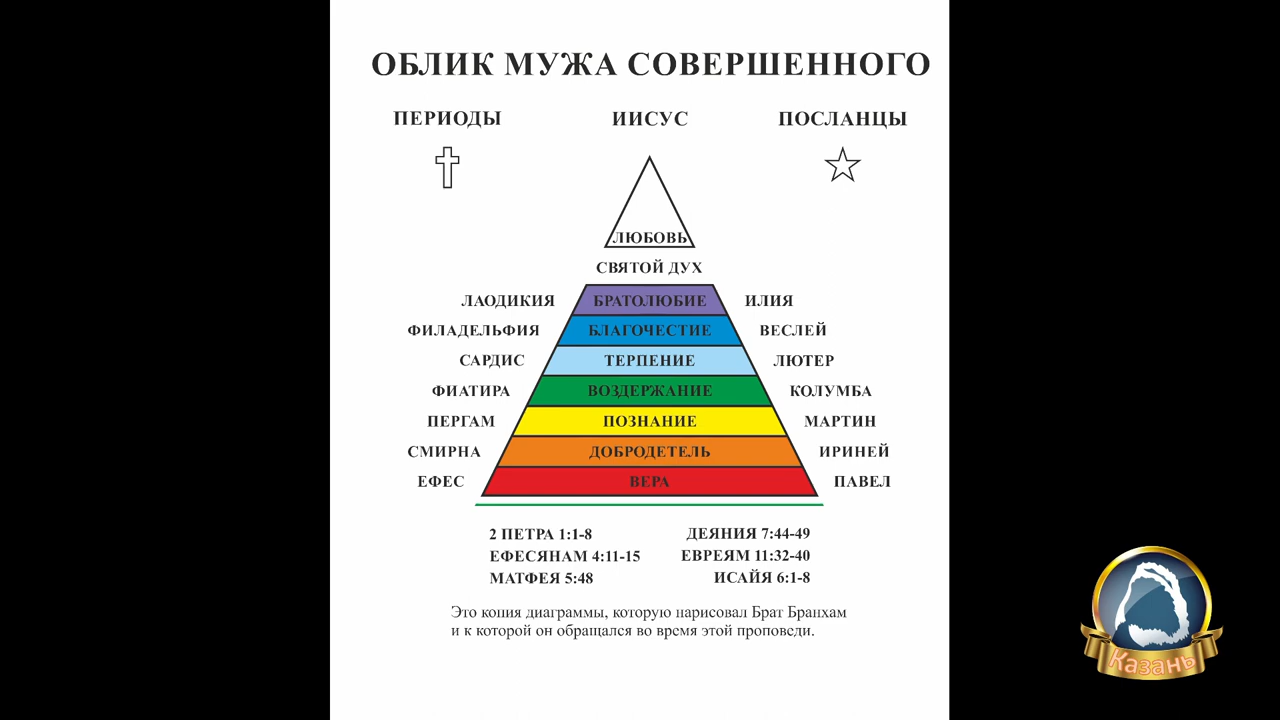 ОБЛИК МУЖА СОВЕРШЕННОГО
ПЕРИОДЫ ИИСУС ПОСЛАНЦЫ
ЛЮБОВЬ
СВЯТОЙ ДУХ
ЛАОДИКИЯ БРАТОЛЮБИЕ ИЛИЯ
ФИЛАДЕЛЬФИЯ БЛАГОЧЕСТИЕ ВЕСЛЕЙ
САРДИС ТЕРПЕНИЕ ЛЮТЕР
ФИАТИРА ВОЗДЕРЖАНИЕ КОЛУМБА
ПЕРГАМ ПОЗНАНИЕ МАРТИН
СМИРНА ДОБРОДЕТЕЛЬ ИРИНЕЙ
ЕФЕС ВЕРА ПАВЕЛ
2 ПЕТРА 1:1-8 ДЕЯНИЯ 7:44-49
ЕФЕСЯНАМ 4:11-15 ЕВРЕЯМ 11:32-40
МАТФЕЯ 5:48 ИСАЙЯ 6:1-8
Это копия диаграммы, которую нарисовал Брат Бранхам
и к которой он обращался во время этой проповеди.
Казань